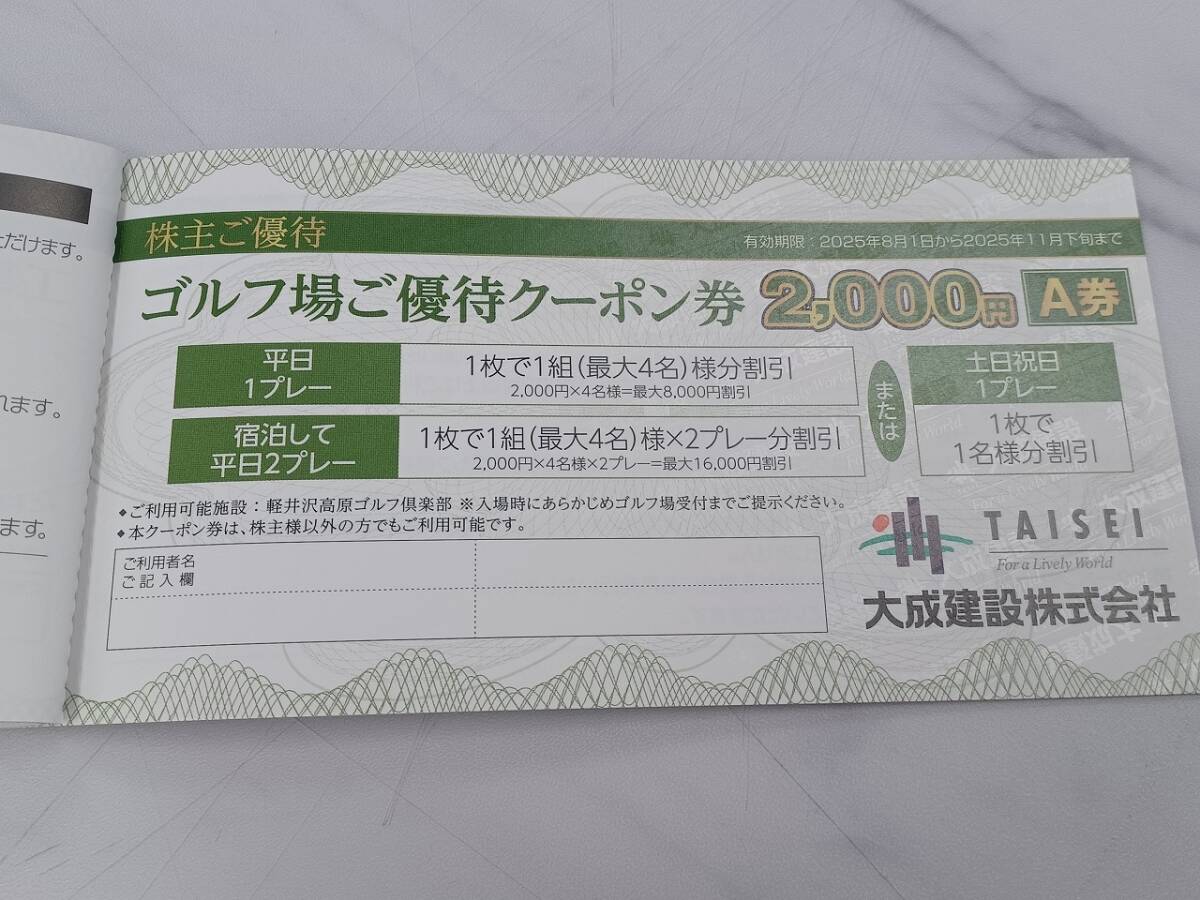 ただけます。
れます。
ます。
株主ご優待
有効期限：2025年8月1日から2025年11月下旬まで
ゴルフ場ご優待クーポン券 2,000円 A券
平日
1プレー
1枚で1組（最大4名）様分割引
2,000円×4名様=最大8,000円割引
宿泊して
平日2プレー
1枚で1組（最大4名）様×2プレー分割引
2,000円×4名様×2プレー=最大16,000円割引
または
土日祝日
1プレー
1枚で
1名様分割引
◆ご利用可能施設：軽井沢高原ゴルフ倶楽部 ※入場時にあらかじめゴルフ場受付までご提示ください。
◆本クーポン券は、株主様以外の方でもご利用可能です。
ご利用者名
ご記入欄
TAISEI
For a Lively World
大成建設株式会社